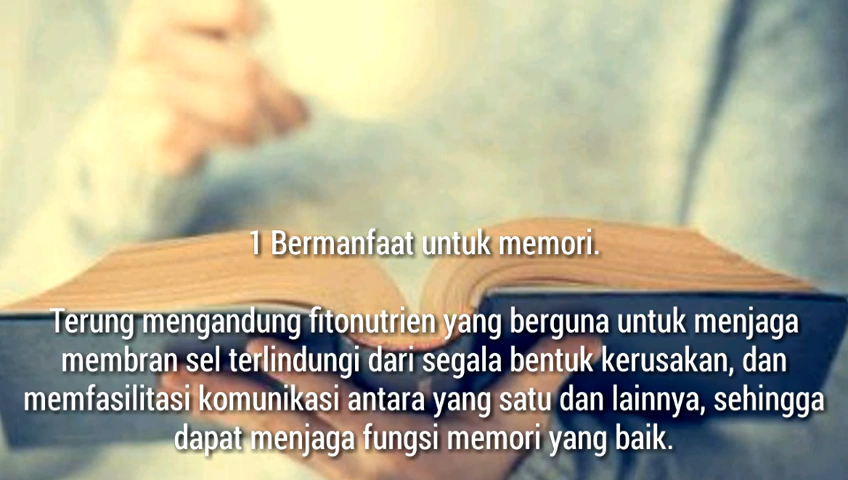 1 Bermanfaat untuk memori.
Terung mengandung fitonutrien yang berguna untuk menjaga
membran sel terlindungi dari segala bentuk kerusakan, dan
memfasilitasi komunikasi antara yang satu dan lainnya, sehingga
dapat menjaga fungsi memori yang baik.